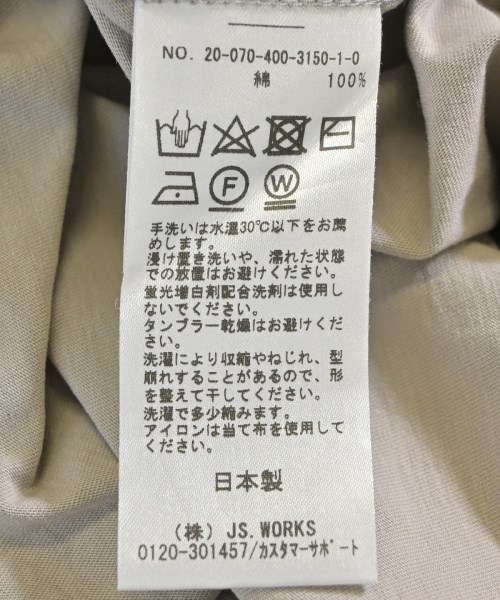 NO. 20-070-400-3150-1-0
綿 100%
F W
手洗いは水温30℃以下をお薦
めします。
浸け置き洗いや、濡れた状態
での放置はお避けください。
蛍光増白剤配合洗剤は使用し
ないでください。
タンブラー乾燥はお避けくだ
さい。
洗濯により収縮やねじれ、型
崩れすることがあるので、形
を整えて干してください。
洗濯で多少縮みます。
アイロンは当て布を使用して
ください。
日本製
(株) JS.WORKS
0120-301457/カスタマーサポート